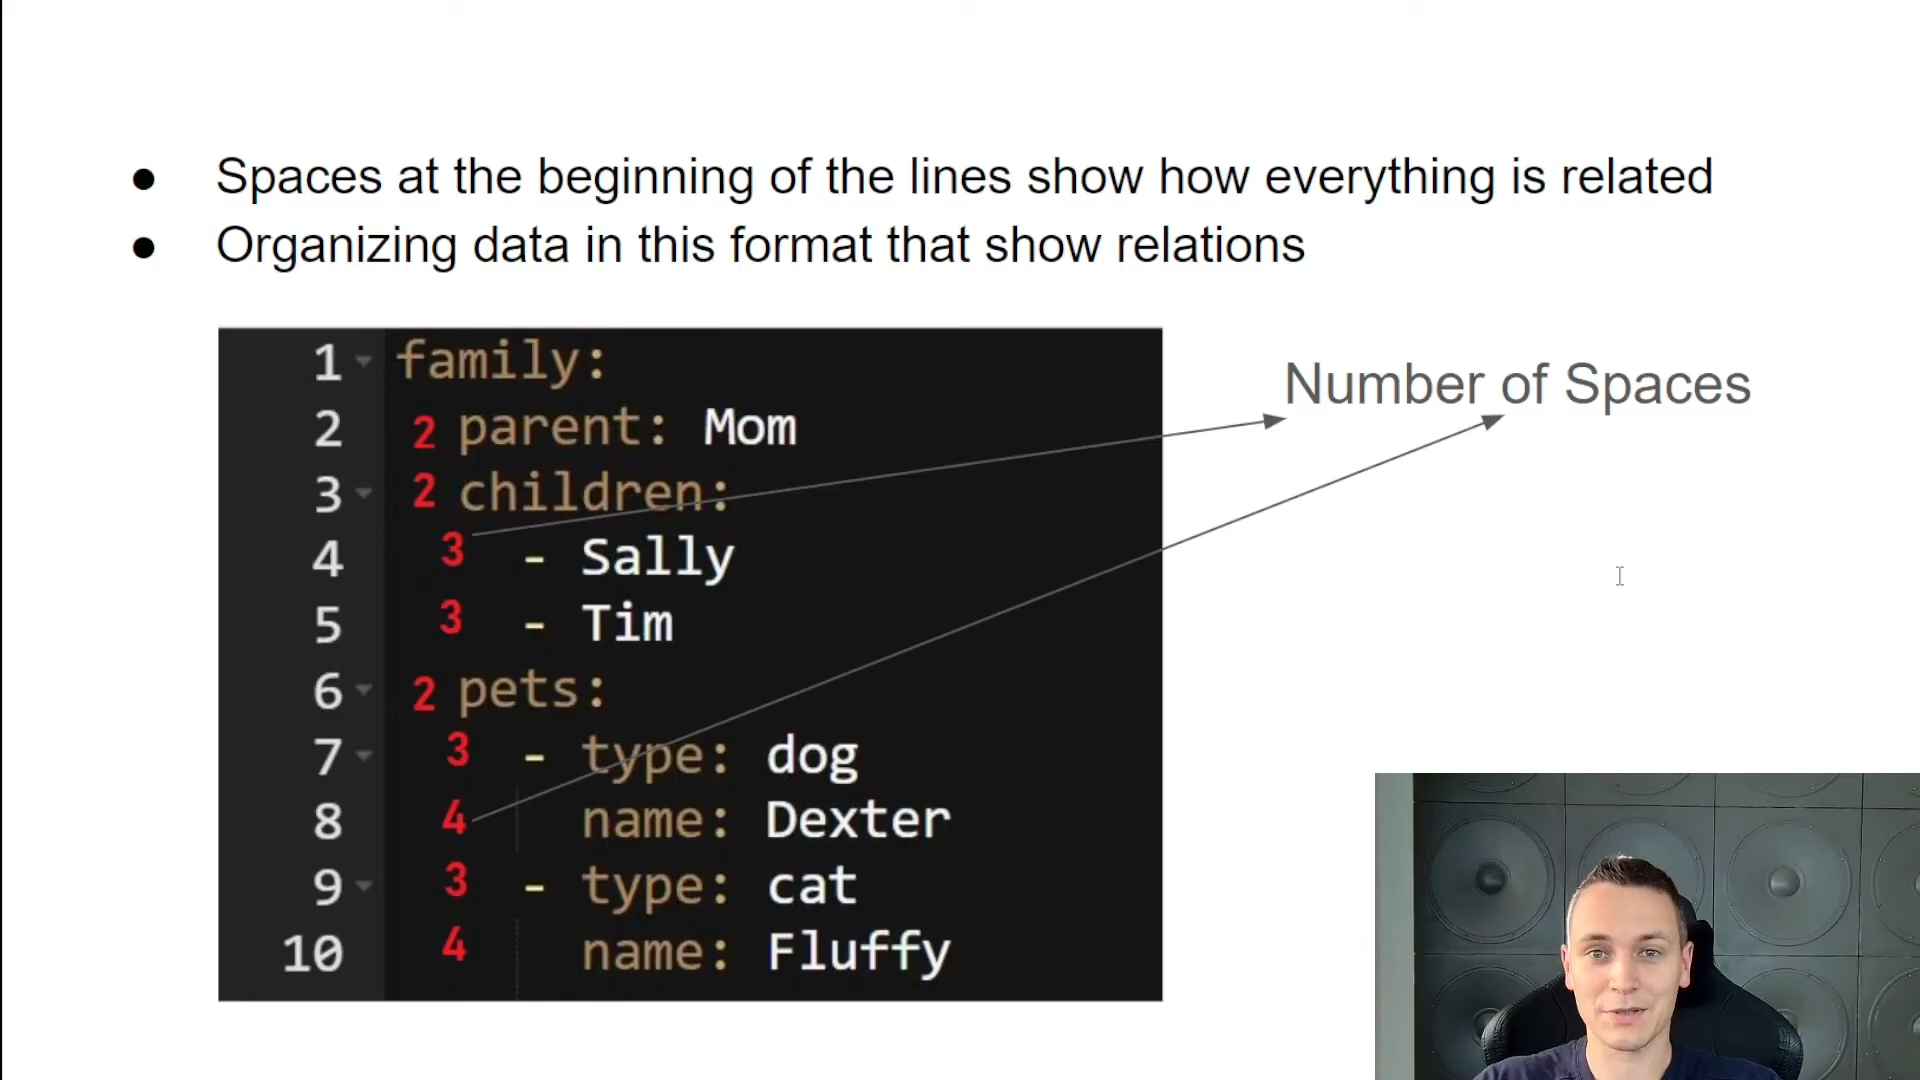 ● Spaces at the beginning of the lines show how everything is related
● Organizing data in this format that show relations
Number of Spaces
1 family:
2 2 parent: Mom
3 2 children:
4 3 - Sally
5 3 - Tim
6 2 pets:
7 3 - type: dog
8 4 name: Dexter
9 3 - type: cat
10 4 name: Fluffy